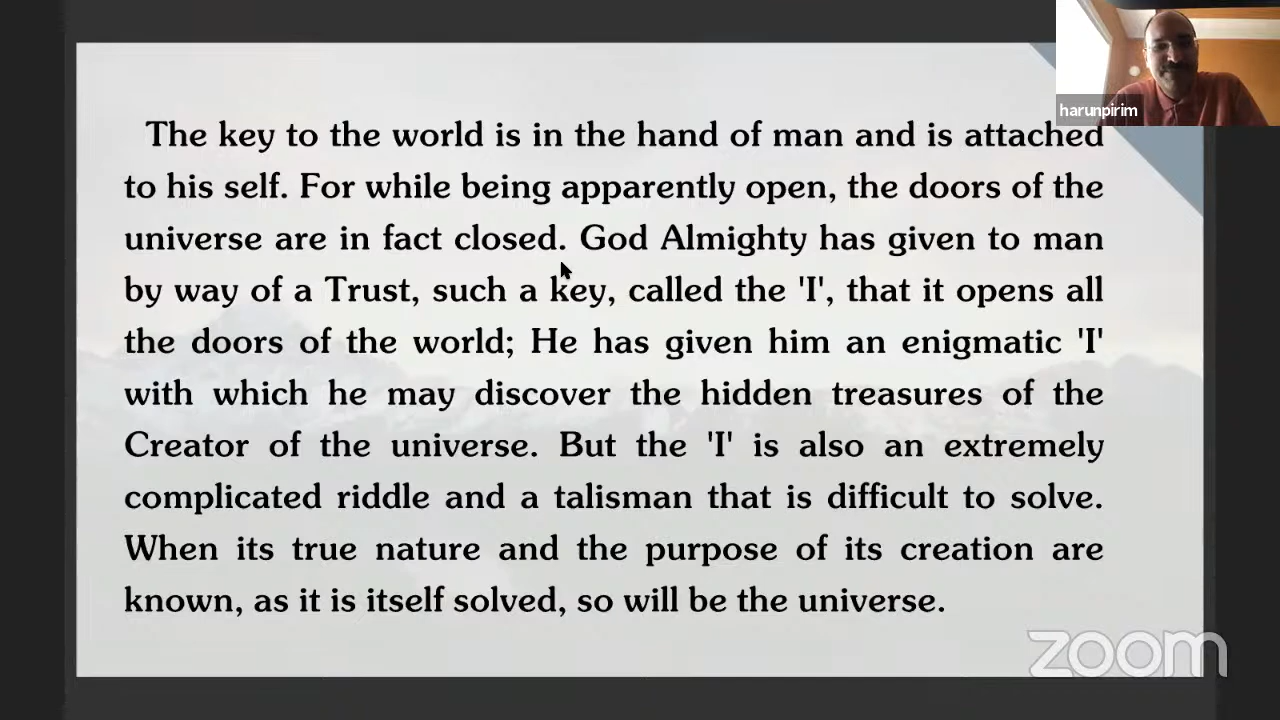 harunpirim
The key to the world is in the hand of man and is attached
to his self. For while being apparently open, the doors of the
universe are in fact closed. God Almighty has given to man
by way of a Trust, such a key, called the 'I', that it opens all
the doors of the world; He has given him an enigmatic 'I'
with which he may discover the hidden treasures of the
Creator of the universe. But the 'I' is also an extremely
complicated riddle and a talisman that is difficult to solve.
When its true nature and the purpose of its creation are
known, as it is itself solved, so will be the universe.
zoom